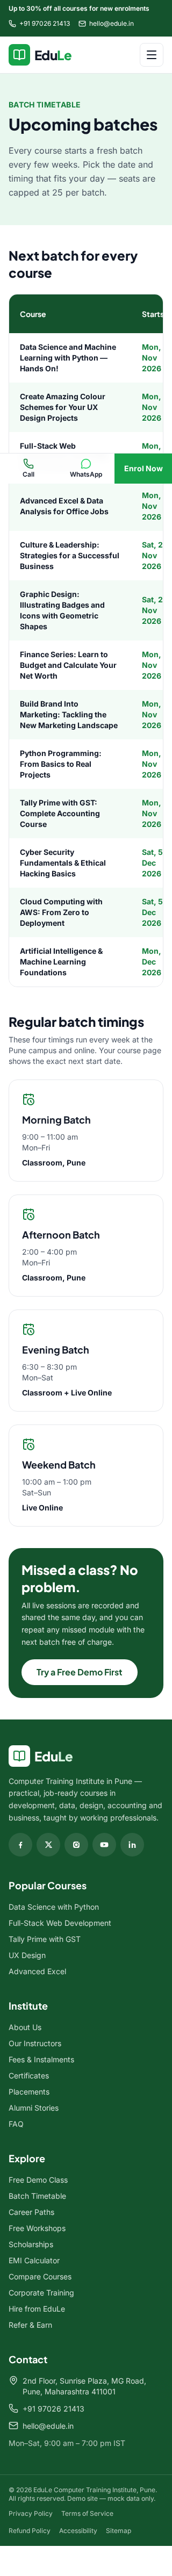 Up to 30% off all courses for new enrolments
+91 97026 21413 hello@edule.in
EduLe
BATCH TIMETABLE
Upcoming batches
Every course starts a fresh batch
every few weeks. Pick the date and
timing that fits your day — seats are
capped at 25 per batch.
Next batch for every
course
Course Starts
Data Science and Machine
Learning with Python —
Hands On!
Mon,
Nov
2026
Create Amazing Colour
Schemes for Your UX
Design Projects
Mon,
Nov
2026
Full-Stack Web
Mon,
Call
WhatsApp
Enrol Now
Advanced Excel & Data
Analysis for Office Jobs
Mon,
Nov
2026
Culture & Leadership:
Strategies for a Successful
Business
Sat, 2
Nov
2026
Graphic Design:
Illustrating Badges and
Icons with Geometric
Shapes
Sat, 2
Nov
2026
Finance Series: Learn to
Budget and Calculate Your
Net Worth
Mon,
Nov
2026
Build Brand Into
Marketing: Tackling the
New Marketing Landscape
Mon,
Nov
2026
Python Programming:
From Basics to Real
Projects
Mon,
Nov
2026
Tally Prime with GST:
Complete Accounting
Course
Mon,
Nov
2026
Cyber Security
Fundamentals & Ethical
Hacking Basics
Sat, 5
Dec
2026
Cloud Computing with
AWS: From Zero to
Deployment
Sat, 5
Dec
2026
Artificial Intelligence &
Machine Learning
Foundations
Mon,
Dec
2026
Regular batch timings
These four timings run every week at the
Pune campus and online. Your course page
shows the exact next start date.
Morning Batch
9:00 – 11:00 am
Mon–Fri
Classroom, Pune
Afternoon Batch
2:00 – 4:00 pm
Mon–Fri
Classroom, Pune
Evening Batch
6:30 – 8:30 pm
Mon–Sat
Classroom + Live Online
Weekend Batch
10:00 am – 1:00 pm
Sat–Sun
Live Online
Missed a class? No
problem.
All live sessions are recorded and
shared the same day, and you can
repeat any missed module with the
next batch free of charge.
Try a Free Demo First
EduLe
Computer Training Institute in Pune —
practical, job-ready courses in
development, data, design, accounting and
business, taught by working professionals.
Popular Courses
Data Science with Python
Full-Stack Web Development
Tally Prime with GST
UX Design
Advanced Excel
Institute
About Us
Our Instructors
Fees & Instalments
Certificates
Placements
Alumni Stories
FAQ
Explore
Free Demo Class
Batch Timetable
Career Paths
Free Workshops
Scholarships
EMI Calculator
Compare Courses
Corporate Training
Hire from EduLe
Refer & Earn
Contact
2nd Floor, Sunrise Plaza, MG Road,
Pune, Maharashtra 411001
+91 97026 21413
hello@edule.in
Mon–Sat, 9:00 am – 7:00 pm IST
© 2026 EduLe Computer Training Institute, Pune.
All rights reserved. Demo site — mock data only.
Privacy Policy Terms of Service
Refund Policy Accessibility Sitemap